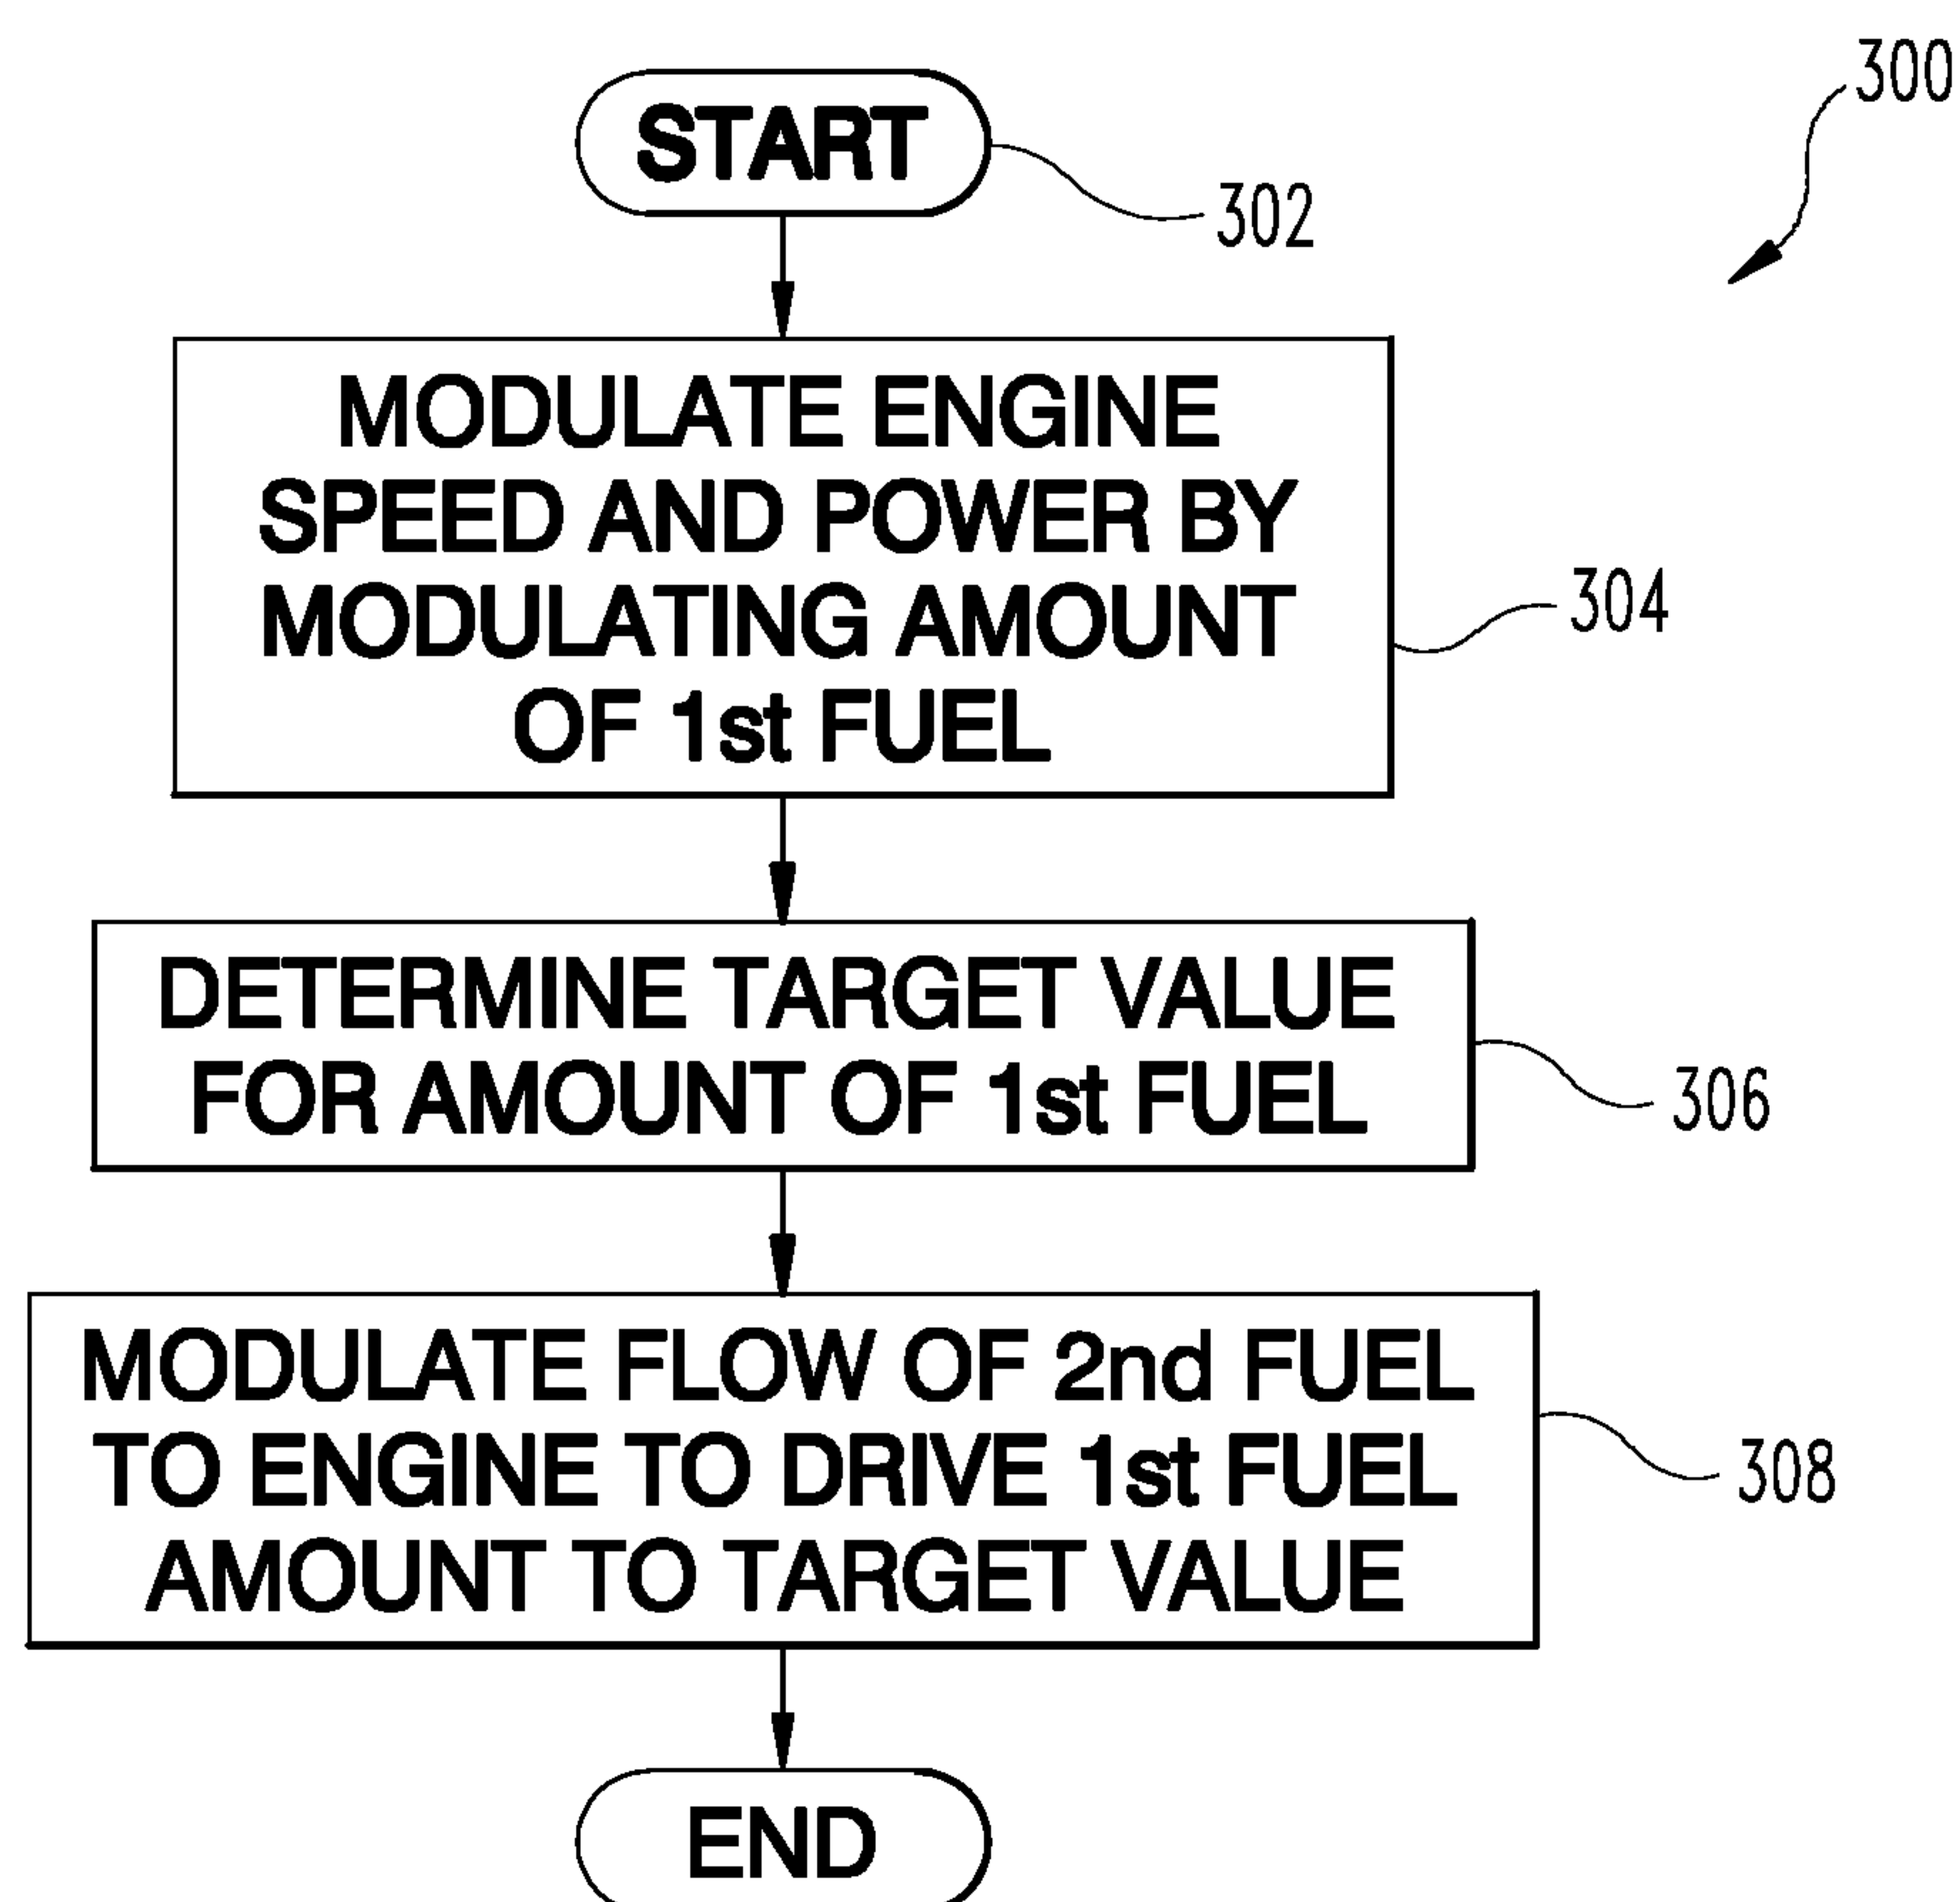 300
START
302
MODULATE ENGINE
SPEED AND POWER BY
MODULATING AMOUNT
OF 1st FUEL
304
DETERMINE TARGET VALUE
FOR AMOUNT OF 1st FUEL
306
MODULATE FLOW OF 2nd FUEL
TO ENGINE TO DRIVE 1st FUEL
AMOUNT TO TARGET VALUE
308
END